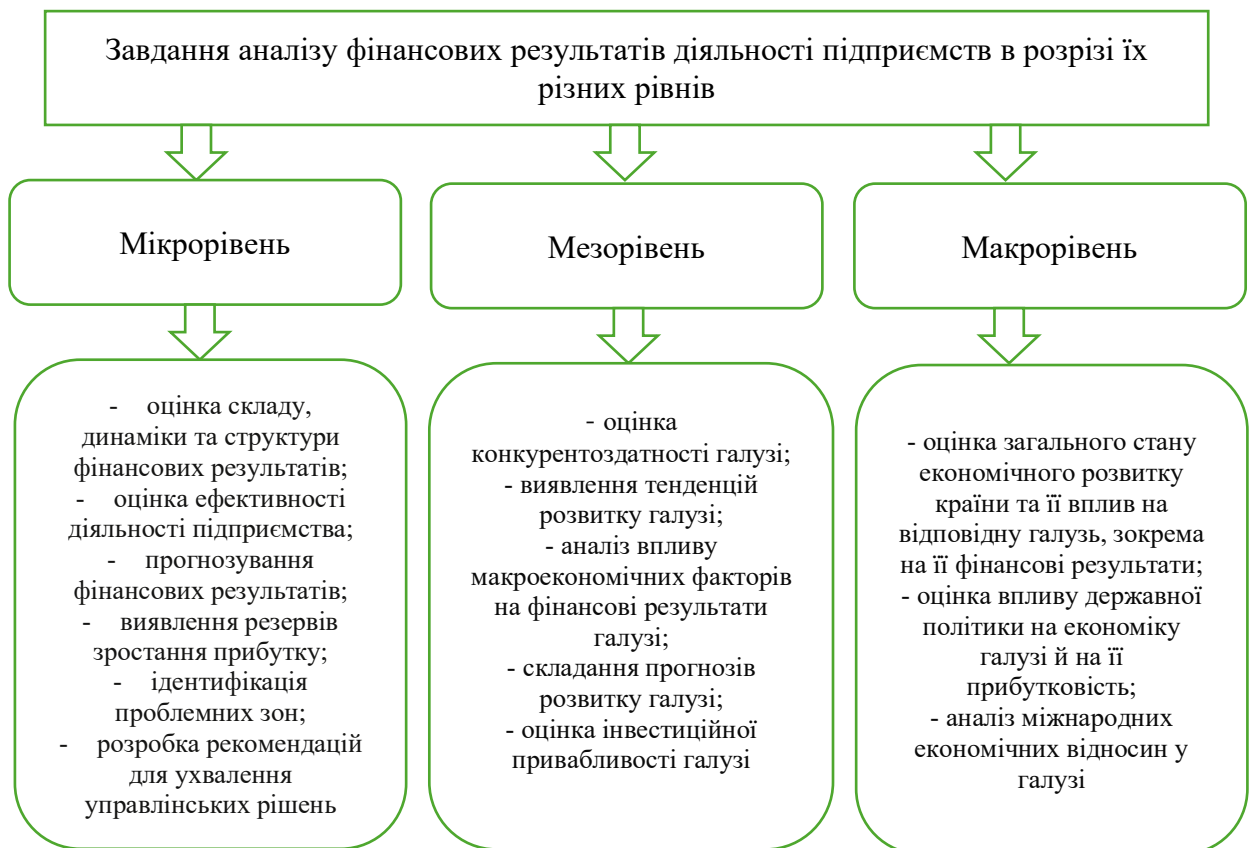 Завдання аналізу фінансових результатів діяльності підприємств в розрізі їх
різних рівнів
Мікрорівень
Мезорівень
Макрорівень
- оцінка складу,
динаміки та структури
фінансових результатів;
- оцінка ефективності
діяльності підприємства;
- прогнозування
фінансових результатів;
- виявлення резервів
зростання прибутку;
- ідентифікація
проблемних зон;
- розробка рекомендацій
для ухвалення
управлінських рішень
- оцінка
конкурентоздатності галузі;
- виявлення тенденцій
розвитку галузі;
- аналіз впливу
макроекономічних факторів
на фінансові результати
галузі;
- складання прогнозів
розвитку галузі;
- оцінка інвестиційної
привабливості галузі
- оцінка загального стану
економічного розвитку
країни та її вплив на
відповідну галузь, зокрема
на її фінансові результати;
- оцінка впливу державної
політики на економіку
галузі й на її
прибутковість;
- аналіз міжнародних
економічних відносин у
галузі